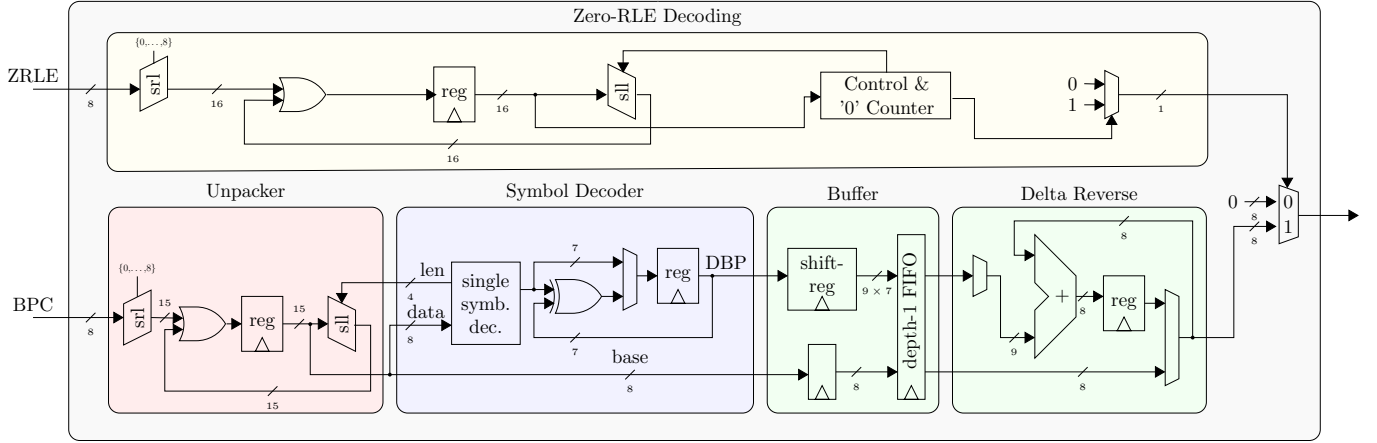 Zero-RLE Decoding
{0,...,8}
ZRLE
8
srl
16
reg
16
sll
16
Control &
'0' Counter
0
1
1
Unpacker
Symbol Decoder
Buffer
Delta Reverse
{0,...,8}
BPC
8
srl
15
reg
15
sll
15
len
4
data
8
single
symb.
dec.
7
7
reg
DBP
base
8
shift-
reg
9 × 7
8
depth-1 FIFO
9
+
8
reg
8
8
0
8
8
0
1